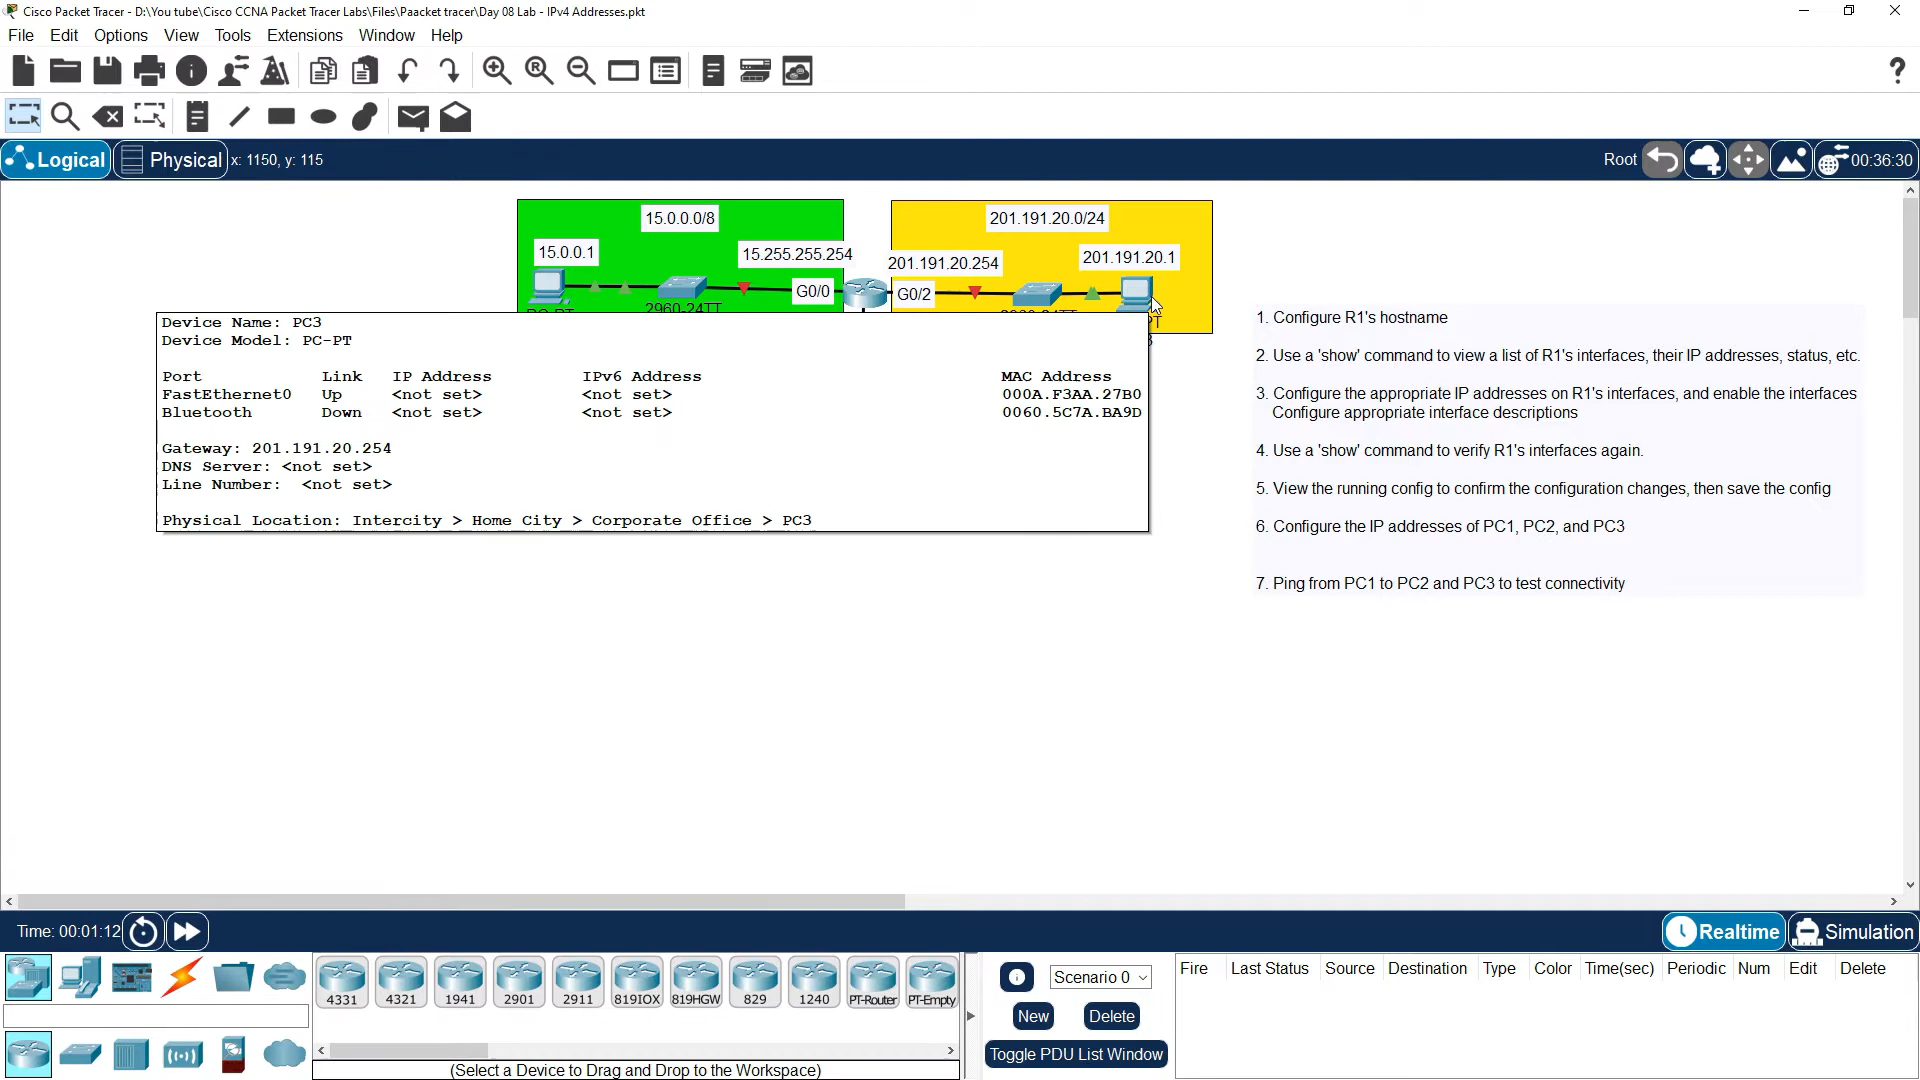 Cisco Packet Tracer - D:\You tube\Cisco CCNA Packet Tracer Labs\Files\Paacket tracer\Day 08 Lab - IPv4 Addresses.pkt
File Edit Options View Tools Extensions Window Help
Logical Physical x: 1150, y: 115 Root 00:36:30
15.0.0.0/8 201.191.20.0/24
15.0.0.1 15.255.255.254 201.191.20.254 201.191.20.1
G0/0 G0/2
2960-24TT
1. Configure R1's hostname
2. Use a 'show' command to view a list of R1's interfaces, their IP addresses, status, etc.
3. Configure the appropriate IP addresses on R1's interfaces, and enable the interfaces
Configure appropriate interface descriptions
4. Use a 'show' command to verify R1's interfaces again.
5. View the running config to confirm the configuration changes, then save the config
6. Configure the IP addresses of PC1, PC2, and PC3
7. Ping from PC1 to PC2 and PC3 to test connectivity
Device Name: PC3
Device Model: PC-PT
Port Link IP Address IPv6 Address MAC Address
FastEthernet0 Up <not set> <not set> 000A.F3AA.27B0
Bluetooth Down <not set> <not set> 0060.5C7A.BA9D
Gateway: 201.191.20.254
DNS Server: <not set>
Line Number: <not set>
Physical Location: Intercity > Home City > Corporate Office > PC3
Time: 00:01:12 Realtime Simulation
4331 4321 1941 2901 2911 819IOX 819HGW 829 1240 PT-Router PT-Empty
(Select a Device to Drag and Drop to the Workspace)
Scenario 0
New Delete
Toggle PDU List Window
Fire Last Status Source Destination Type Color Time(sec) Periodic Num Edit Delete